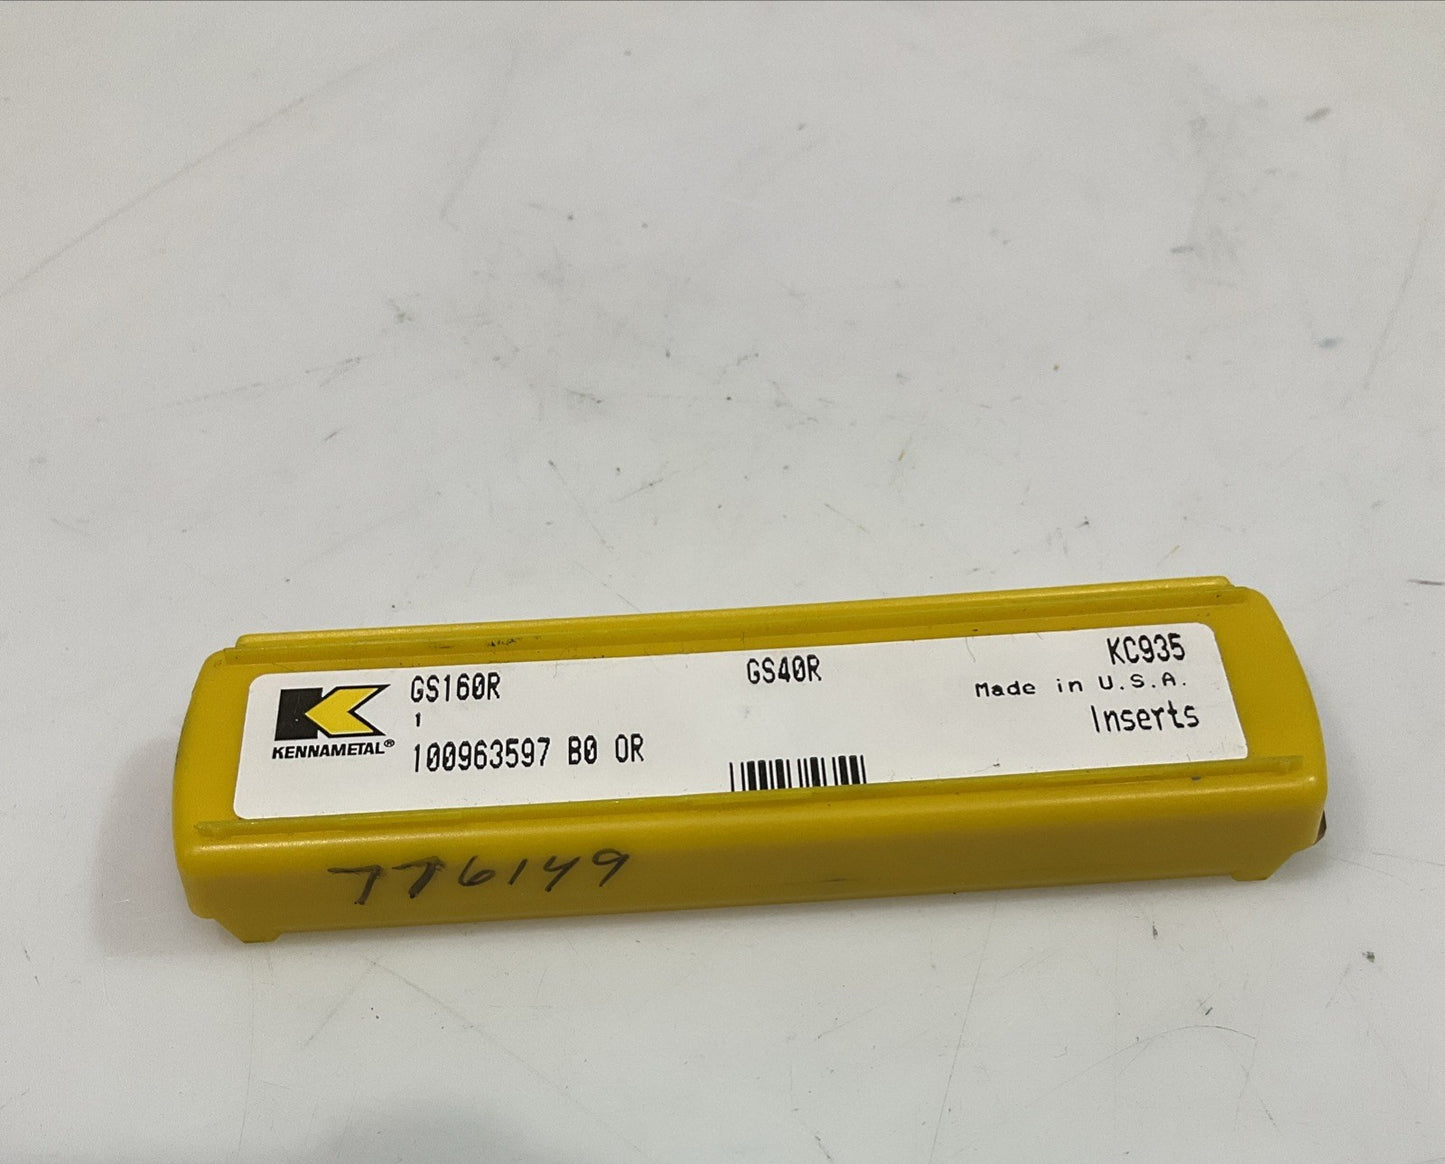 GS160R GS40R KC935
1 Made in U.S.A.
KENNAMETAL® 100963597 B0 OR Inserts
776149